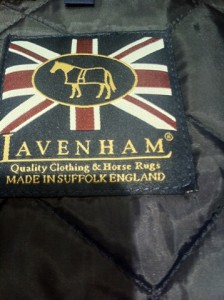 LAVENHAM®
Quality Clothing & Horse Rugs
MADE IN SUFFOLK ENGLAND